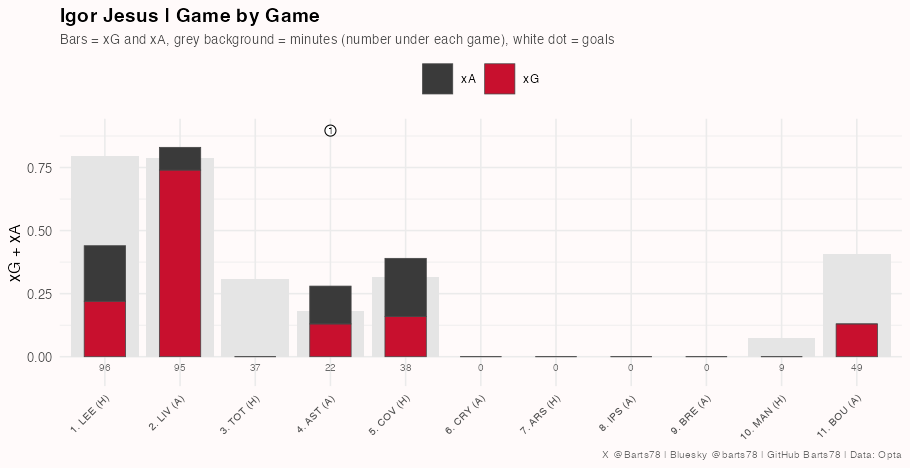 Igor Jesus | Game by Game
Bars = xG and xA, grey background = minutes (number under each game), white dot = goals
xA xG
1
xG + xA
0.75
0.50
0.25
0.00
96 95 37 22 38 0 0 0 0 9 49
1. LEE (H) 2. LIV (A) 3. TOT (H) 4. AST (A) 5. COV (H) 6. CRY (A) 7. ARS (H) 8. IPS (A) 9. BRE (A) 10. MAN (H) 11. BOU (A)
X @Barts78 | Bluesky @barts78 | GitHub Barts78 | Data: Opta